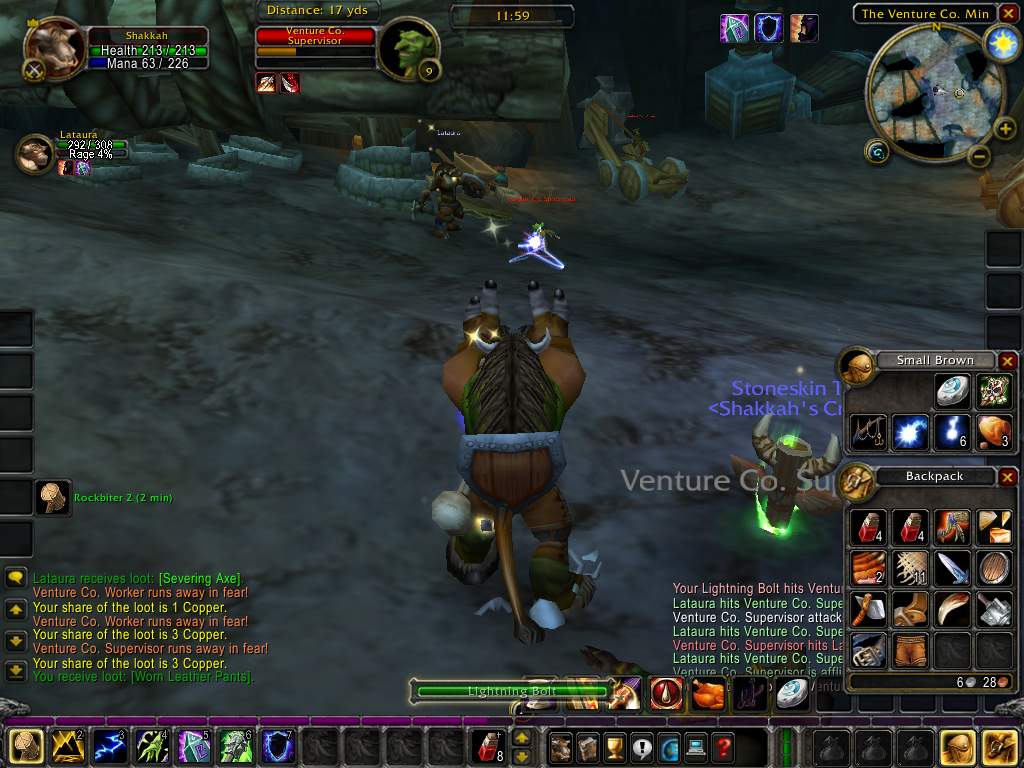 Shakkah
Health 213 / 213
Mana 63 / 226
Distance: 17 yds
Venture Co.
Supervisor
9
11:59
The Venture Co. Min
N
Lataura
292 / 308
Rage 4%
Lataura
Small Brown
6
3
Stoneskin T
<Shakkah's Cr
Venture Co. Su
Backpack
4
4
2
11
6 28
Rockbiter 2 (2 min)
Lataura receives loot: [Severing Axe].
Venture Co. Worker runs away in fear!
Your share of the loot is 1 Copper.
Venture Co. Worker runs away in fear!
Your share of the loot is 3 Copper.
Venture Co. Supervisor runs away in fear!
Your share of the loot is 3 Copper.
You receive loot: [Worn Leather Pants].
Your Lightning Bolt hits Ventu
Lataura hits Venture Co. Supe
Venture Co. Supervisor attack
Lataura hits Venture Co. Supe
Venture Co. Supervisor hits La
Lataura hits Venture Co. Supe
Venture Co. Supervisor is affli
Lightning Bolt
2 3 4 5 6 7 8